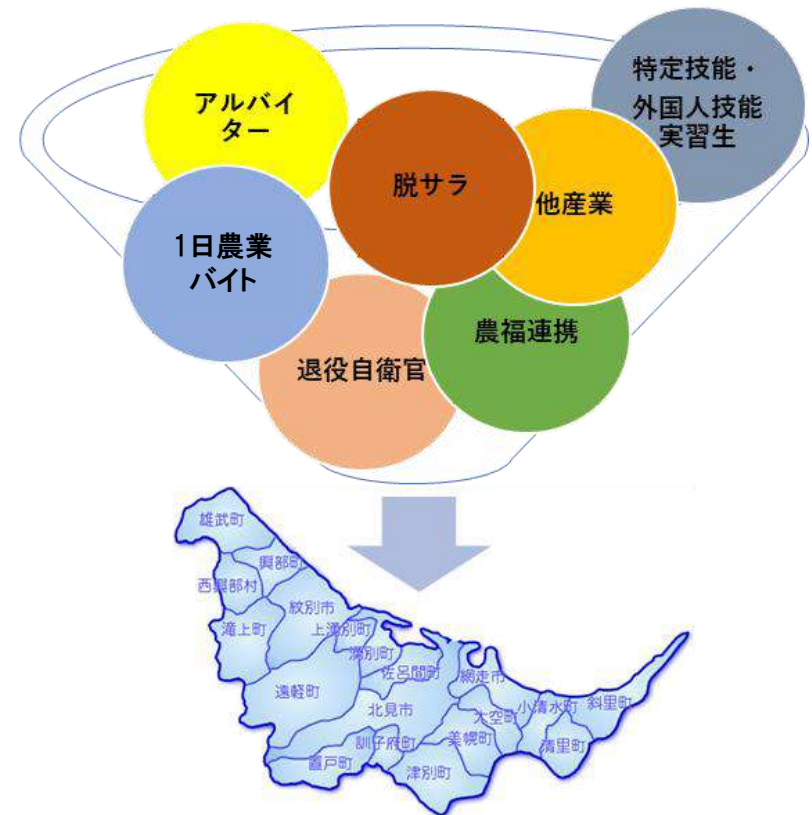 特定技能・
外国人技能
実習生
アルバイ
ター
脱サラ
他産業
1日農業
バイト
農福連携
退役自衛官
雄武町
興部町
西興部村
紋別市
滝上町
上湧別町
湧別町
佐呂間町
網走市
遠軽町
北見市
大空町
小清水町
斜里町
訓子府町
美幌町
清里町
置戸町
津別町